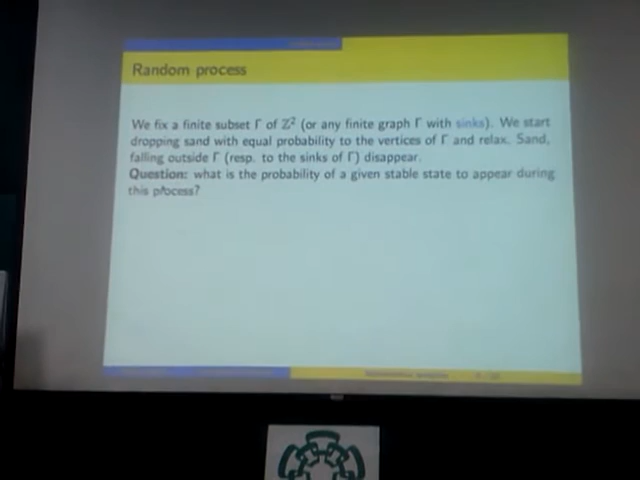 Random process
We fix a finite subset Γ of ℤ² (or any finite graph Γ with sinks). We start
dropping sand with equal probability to the vertices of Γ and relax. Sand,
falling outside Γ (resp. to the sinks of Γ) disappear.
Question: what is the probability of a given stable state to appear during
this process?